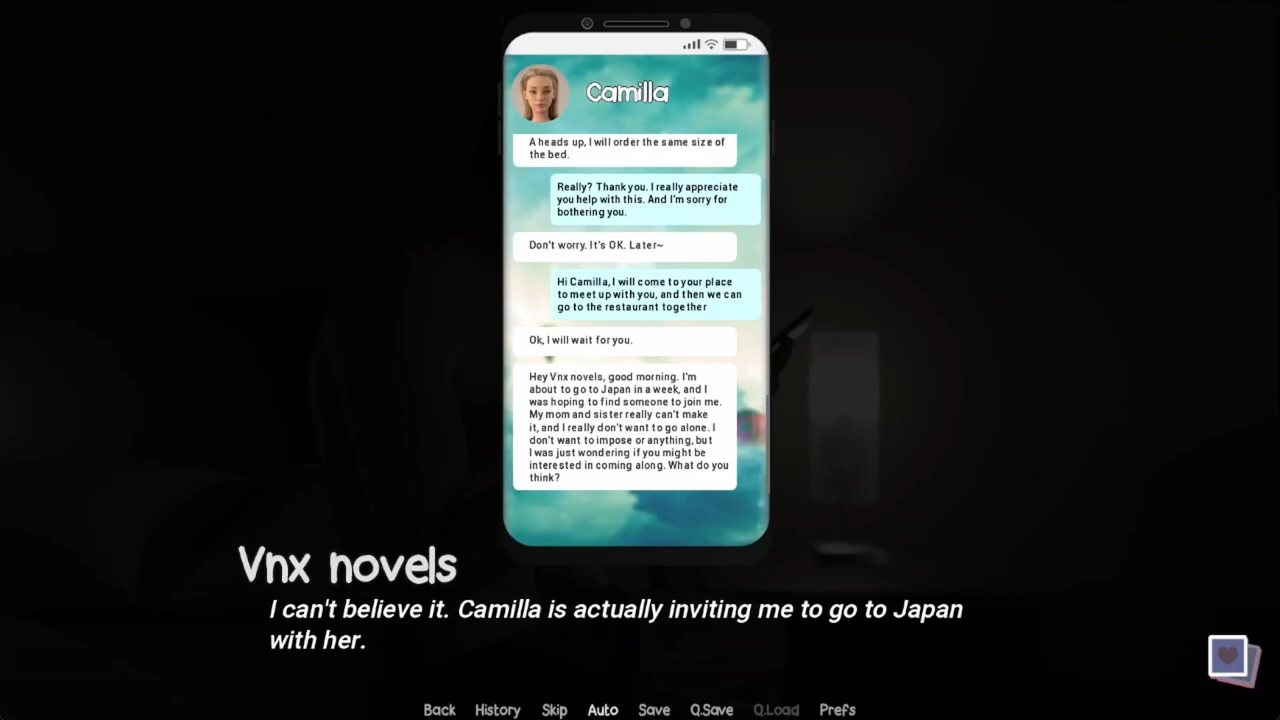 Camilla
A heads up, I will order the same size of
the bed.
Really? Thank you. I really appreciate
you help with this. And I'm sorry for
bothering you.
Don't worry. It's OK. Later~
Hi Camilla, I will come to your place
to meet up with you, and then we can
go to the restaurant together
Ok, I will wait for you.
Hey Vnx novels, good morning. I'm
about to go to Japan in a week, and I
was hoping to find someone to join me.
My mom and sister really can't make
it, and I really don't want to go alone. I
don't want to impose or anything, but
I was just wondering if you might be
interested in coming along. What do you
think?
Vnx novels
I can't believe it. Camilla is actually inviting me to go to Japan
with her.
Back History Skip Auto Save Q.Save Q.Load Prefs